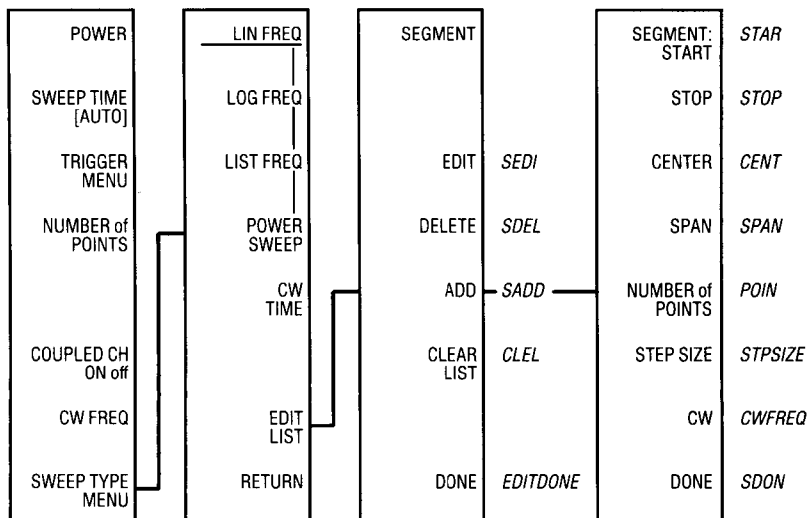 POWER
SWEEP TIME
[AUTO]
TRIGGER
MENU
NUMBER of
POINTS
COUPLED CH
ON off
CW FREQ
SWEEP TYPE
MENU
LIN FREQ
LOG FREQ
LIST FREQ
POWER
SWEEP
CW
TIME
EDIT
LIST
RETURN
SEGMENT
EDIT SEDI
DELETE SDEL
ADD SADD
CLEAR CLEL
LIST
DONE EDITDONE
SEGMENT: STAR
START
STOP STOP
CENTER CENT
SPAN SPAN
NUMBER of POIN
POINTS
STEP SIZE STPSIZE
CW CWFREQ
DONE SDON